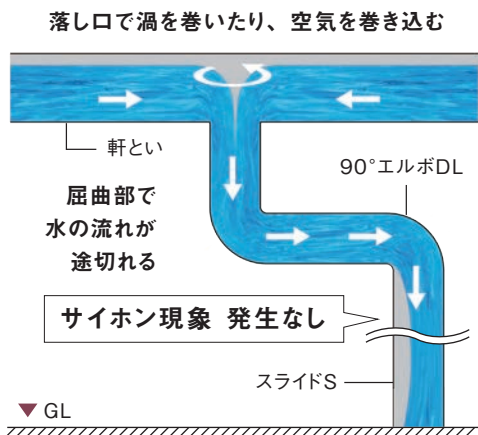 落し口で渦を巻いたり、空気を巻き込む
軒とい
90°エルボDL
屈曲部で
水の流れが
途切れる
サイホン現象 発生なし
スライドS
▼ GL